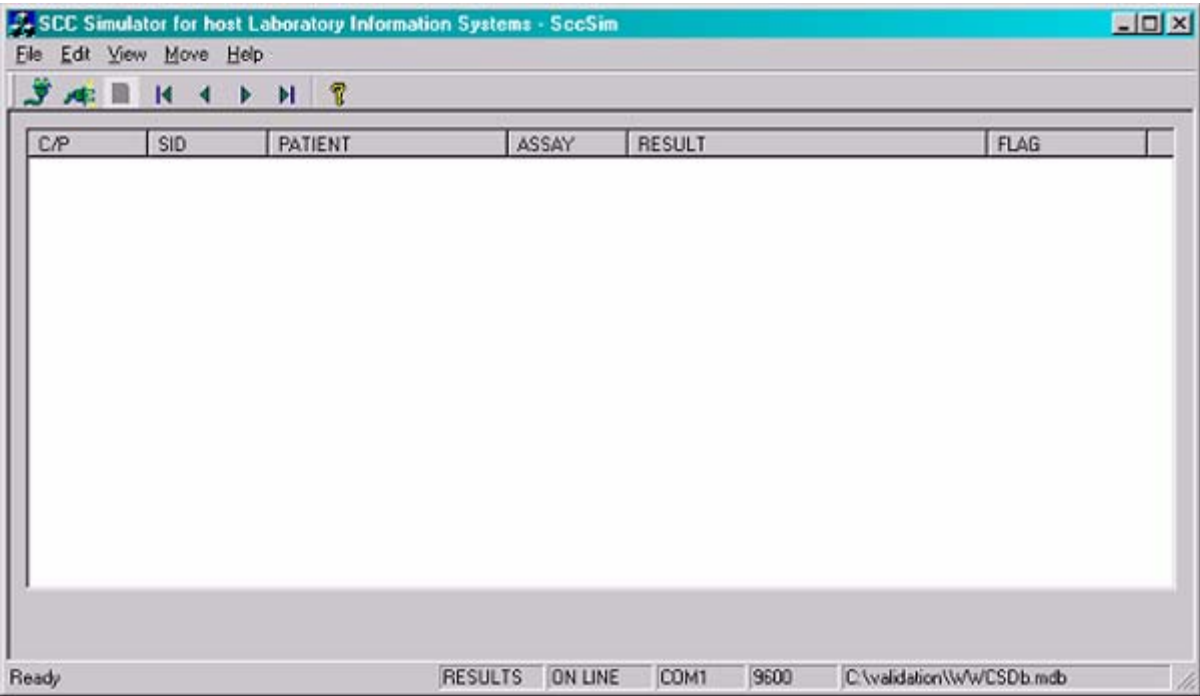 SCC Simulator for host Laboratory Information Systems - SccSim
File Edit View Move Help
C/P SID PATIENT ASSAY RESULT FLAG
Ready RESULTS ON LINE COM1 9600 C:\validation\WWCSDb.mdb